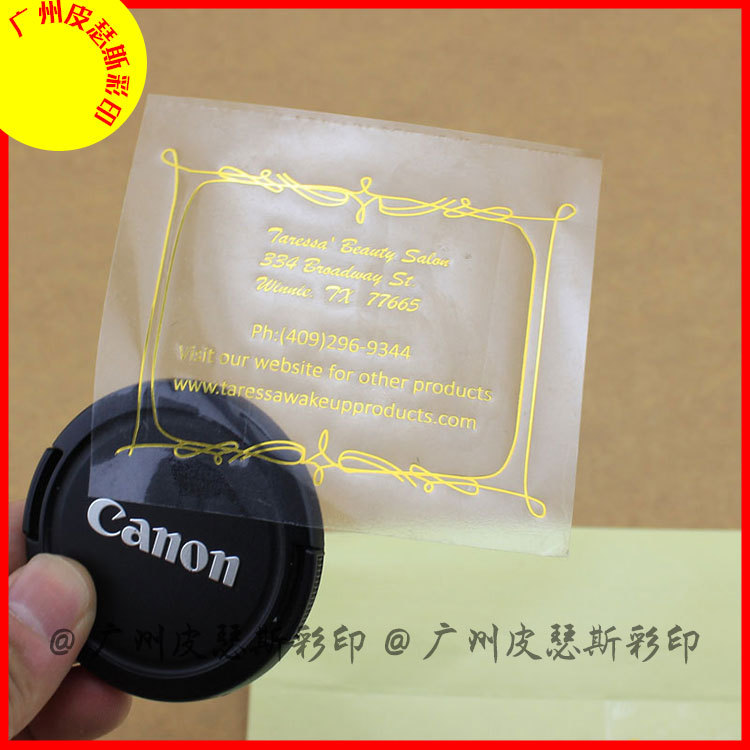 广州皮瑟斯彩印
Taressa' Beauty Salon
334 Broadway St.
Winnie, TX 77665
Ph:(409)296-9344
Visit our website for other products
www.taressawakeupproducts.com
Canon
@广州皮瑟斯彩印@广州皮瑟斯彩印